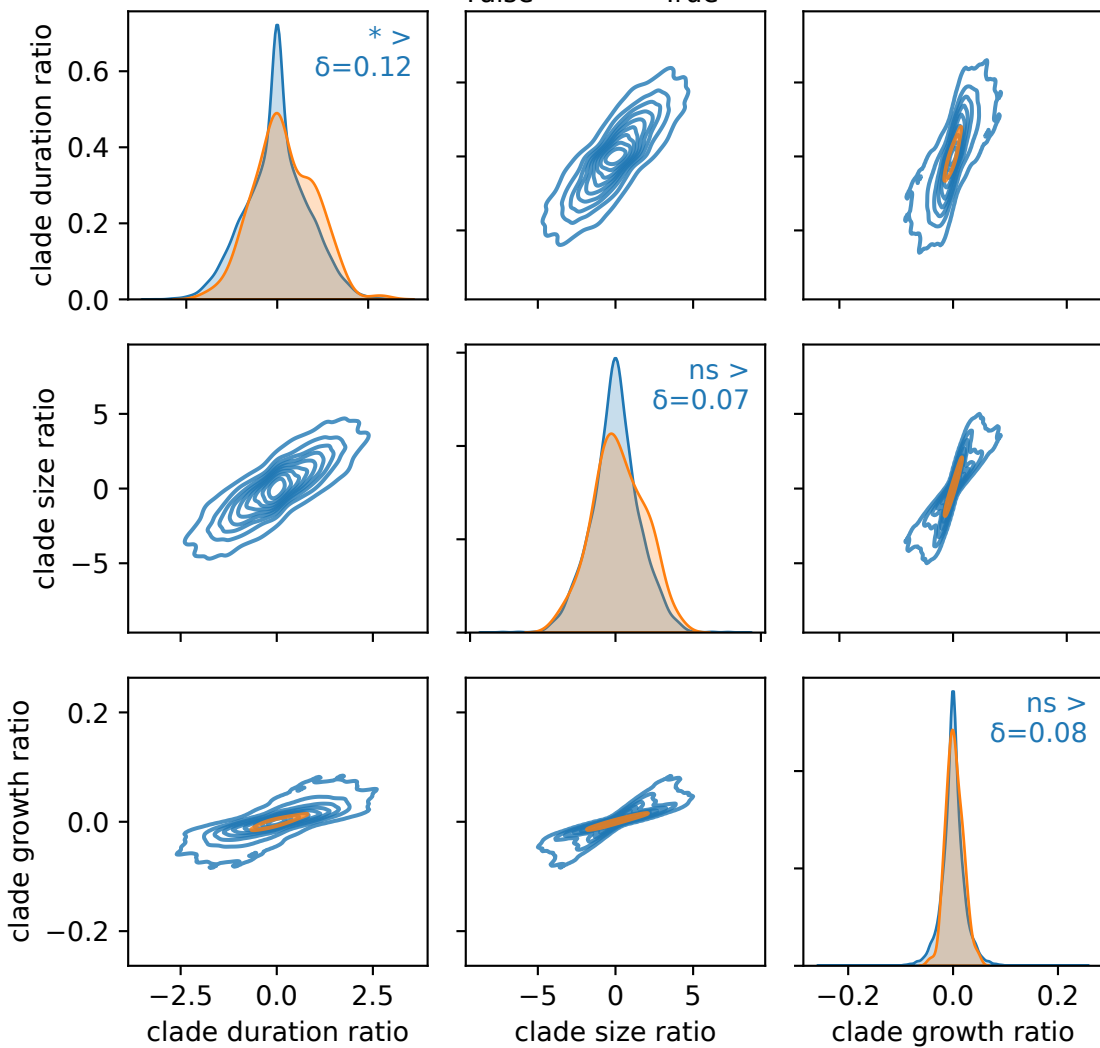 clade duration ratio
0.6
0.4
0.2
0.0
* >
δ=0.12
clade size ratio
5
0
−5
ns >
δ=0.07
clade growth ratio
0.2
0.0
−0.2
ns >
δ=0.08
−2.5 0.0 2.5
−5 0 5
−0.2 0.0 0.2
clade duration ratio
clade size ratio
clade growth ratio